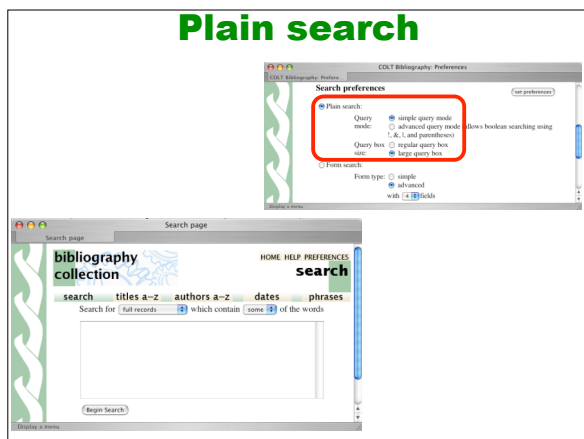 Plain search
COLT Bibliography: Preferences
COLT Bibliography: Prefere...
Search preferences
set preferences
Plain search:
Query mode: simple query mode
advanced query mode (allows boolean searching using
!, &, |, and parentheses)
Query box size: regular query box
large query box
Form search:
Form type: simple
advanced
with 4 fields
Display a menu
Search page
Search page
bibliography
collection
HOME HELP PREFERENCES
search
search titles a–z authors a–z dates phrases
Search for full records which contain some of the words
Begin Search
Display a menu